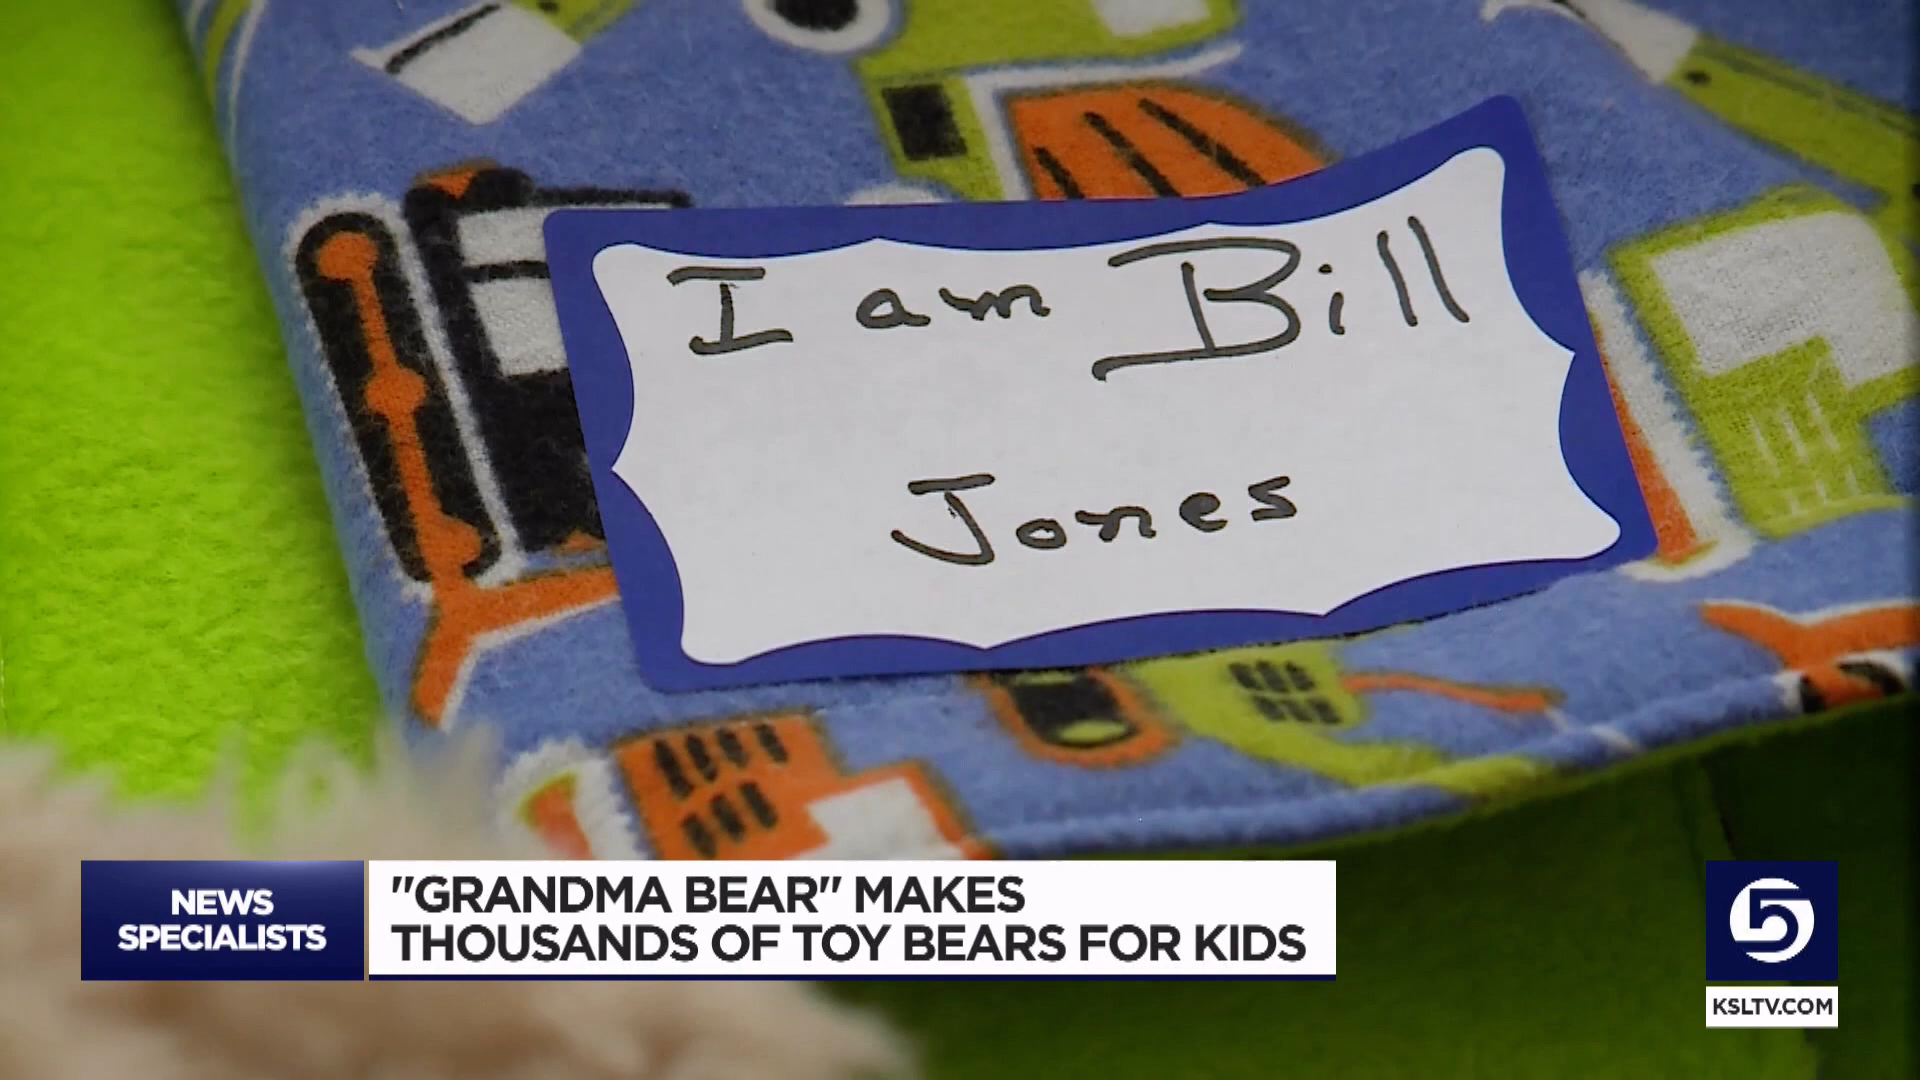 I am Bill
Jones
NEWS
SPECIALISTS
"GRANDMA BEAR" MAKES
THOUSANDS OF TOY BEARS FOR KIDS
5
KSLTV.COM